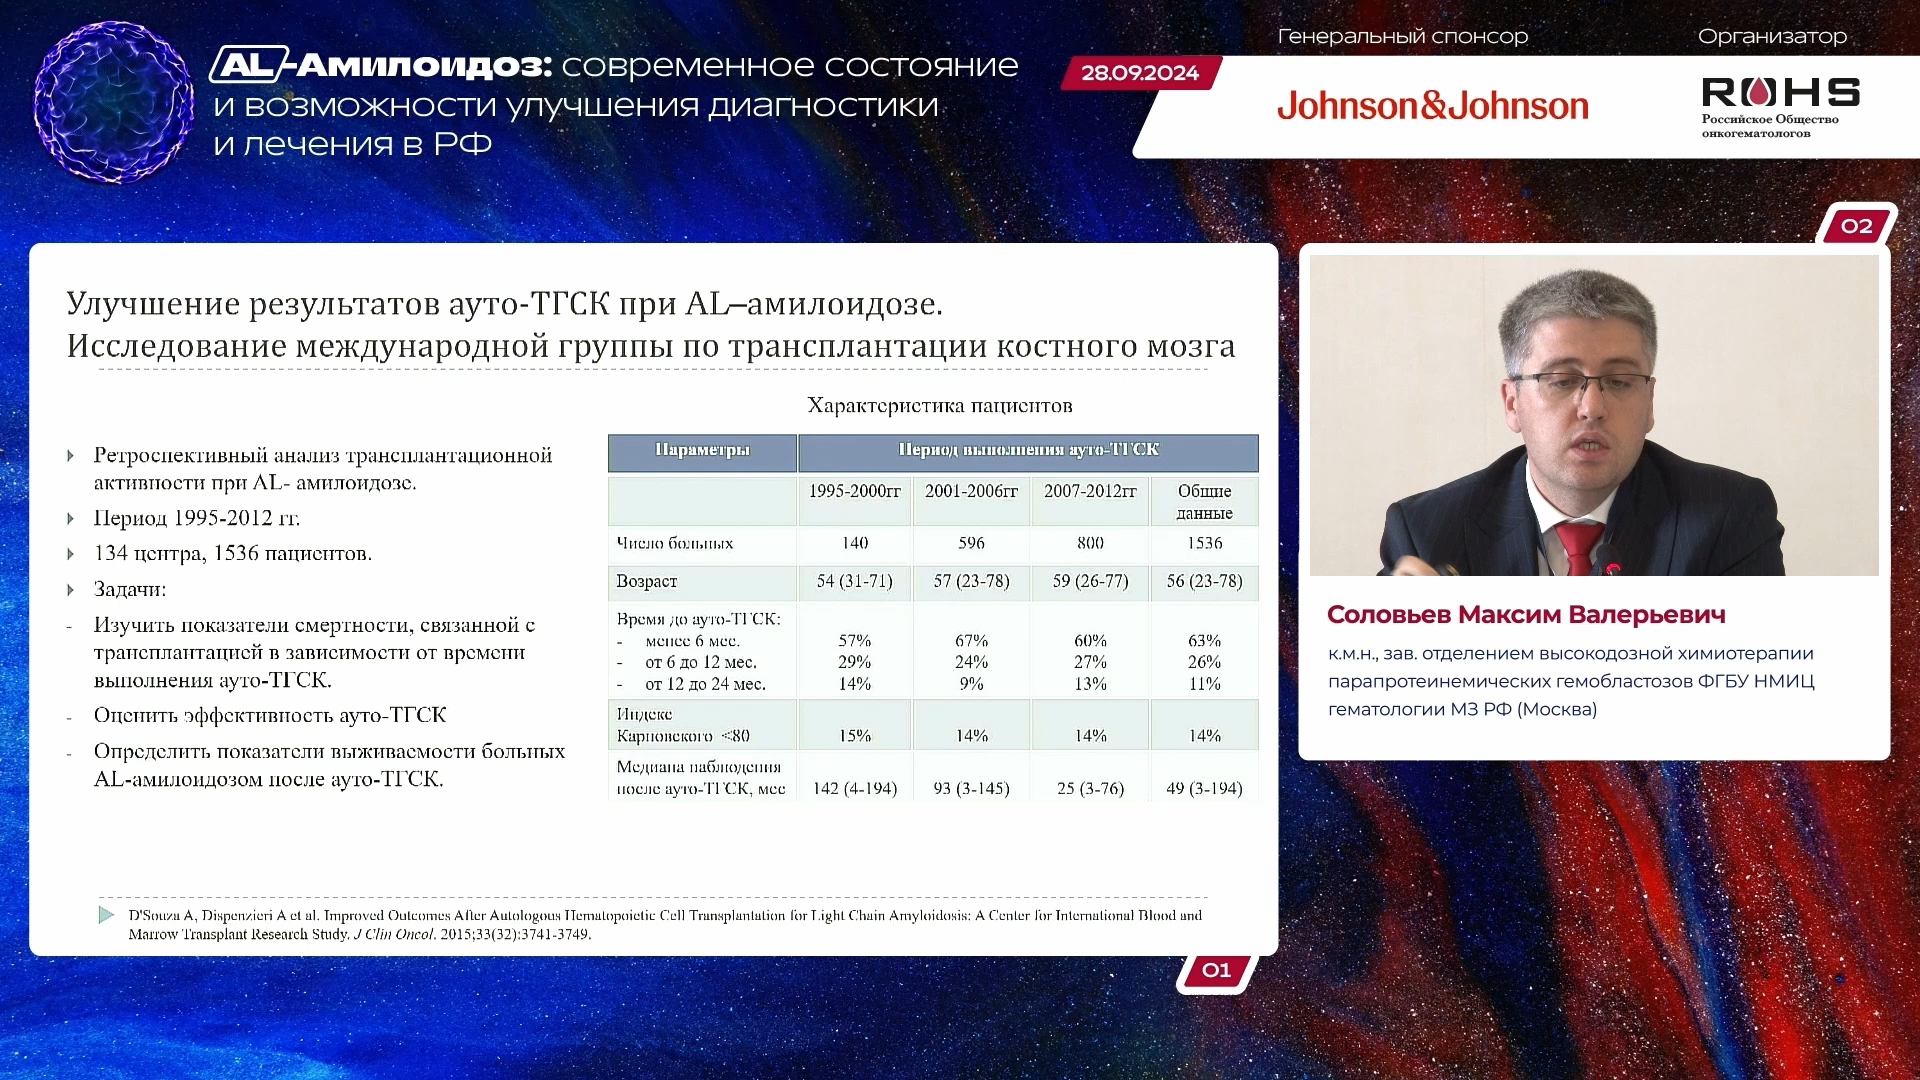 AL-Амилоидоз: современное состояние
и возможности улучшения диагностики
и лечения в РФ
28.09.2024
Генеральный спонсор
Johnson&Johnson
Организатор
ROHS
Российское Общество
онкогематологов
Улучшение результатов ауто-ТГСК при AL–амилоидозе.
Исследование международной группы по трансплантации костного мозга
Ретроспективный анализ трансплантационной
активности при AL- амилоидозе.
Период 1995-2012 гг.
134 центра, 1536 пациентов.
Задачи:
- Изучить показатели смертности, связанной с
трансплантацией в зависимости от времени
выполнения ауто-ТГСК.
- Оценить эффективность ауто-ТГСК
- Определить показатели выживаемости больных
AL-амилоидозом после ауто-ТГСК.
Характеристика пациентов
Параметры Период выполнения ауто-ТГСК
1995-2000гг 2001-2006гг 2007-2012гг Общие
данные
Число больных 140 596 800 1536
Возраст 54 (31-71) 57 (23-78) 59 (26-77) 56 (23-78)
Время до ауто-ТГСК:
- менее 6 мес. 57% 67% 60% 63%
- от 6 до 12 мес. 29% 24% 27% 26%
- от 12 до 24 мес. 14% 9% 13% 11%
Индекс
Карновского <80 15% 14% 14% 14%
Медиана наблюдения
после ауто-ТГСК, мес 142 (4-194) 93 (3-145) 25 (3-76) 49 (3-194)
D'Souza A, Dispenzieri A et al. Improved Outcomes After Autologous Hematopoietic Cell Transplantation for Light Chain Amyloidosis: A Center for International Blood and
Marrow Transplant Research Study. J Clin Oncol. 2015;33(32):3741-3749.
01
02
Соловьев Максим Валерьевич
к.м.н., зав. отделением высокодозной химиотерапии
парапротеинемических гемобластозов ФГБУ НМИЦ
гематологии МЗ РФ (Москва)